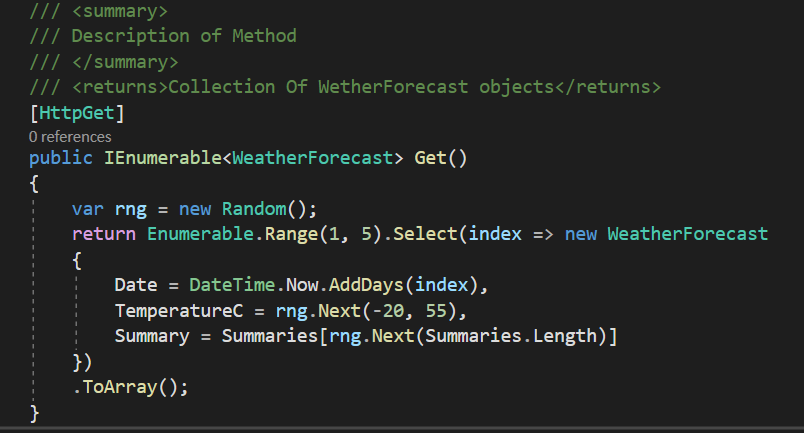 /// <summary>
/// Description of Method
/// </summary>
/// <returns>Collection Of WetherForecast objects</returns>
[HttpGet]
0 references
public IEnumerable<WeatherForecast> Get()
{
var rng = new Random();
return Enumerable.Range(1, 5).Select(index => new WeatherForecast
{
Date = DateTime.Now.AddDays(index),
TemperatureC = rng.Next(-20, 55),
Summary = Summaries[rng.Next(Summaries.Length)]
})
.ToArray();
}